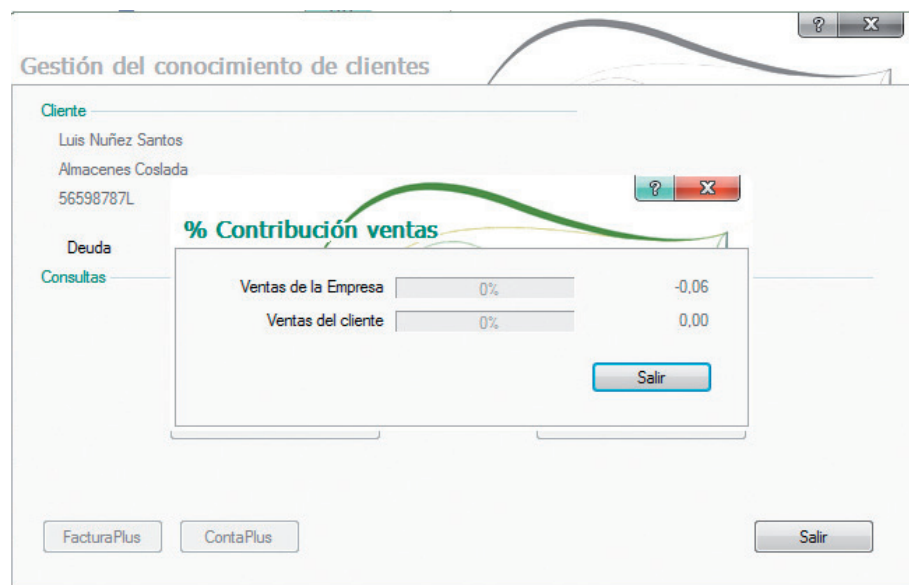 Gestión del conocimiento de clientes
Cliente
Luis Nuñez Santos
Almacenes Coslada
56598787L
% Contribución ventas
Deuda
Consultas
Ventas de la Empresa 0% -0,06
Ventas del cliente 0% 0,00
Salir
FacturaPlus ContaPlus Salir